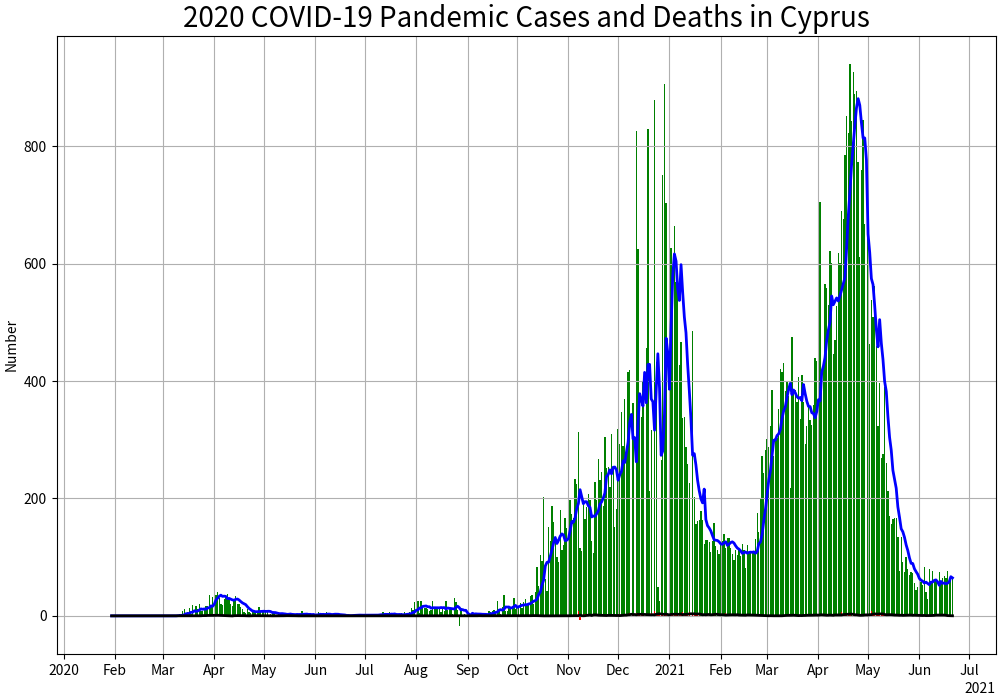 2020 COVID-19 Pandemic Cases and Deaths in Cyprus
Number
800
600
400
200
0
2020 Feb Mar Apr May Jun Jul Aug Sep Oct Nov Dec 2021 Feb Mar Apr May Jun Jul
2021